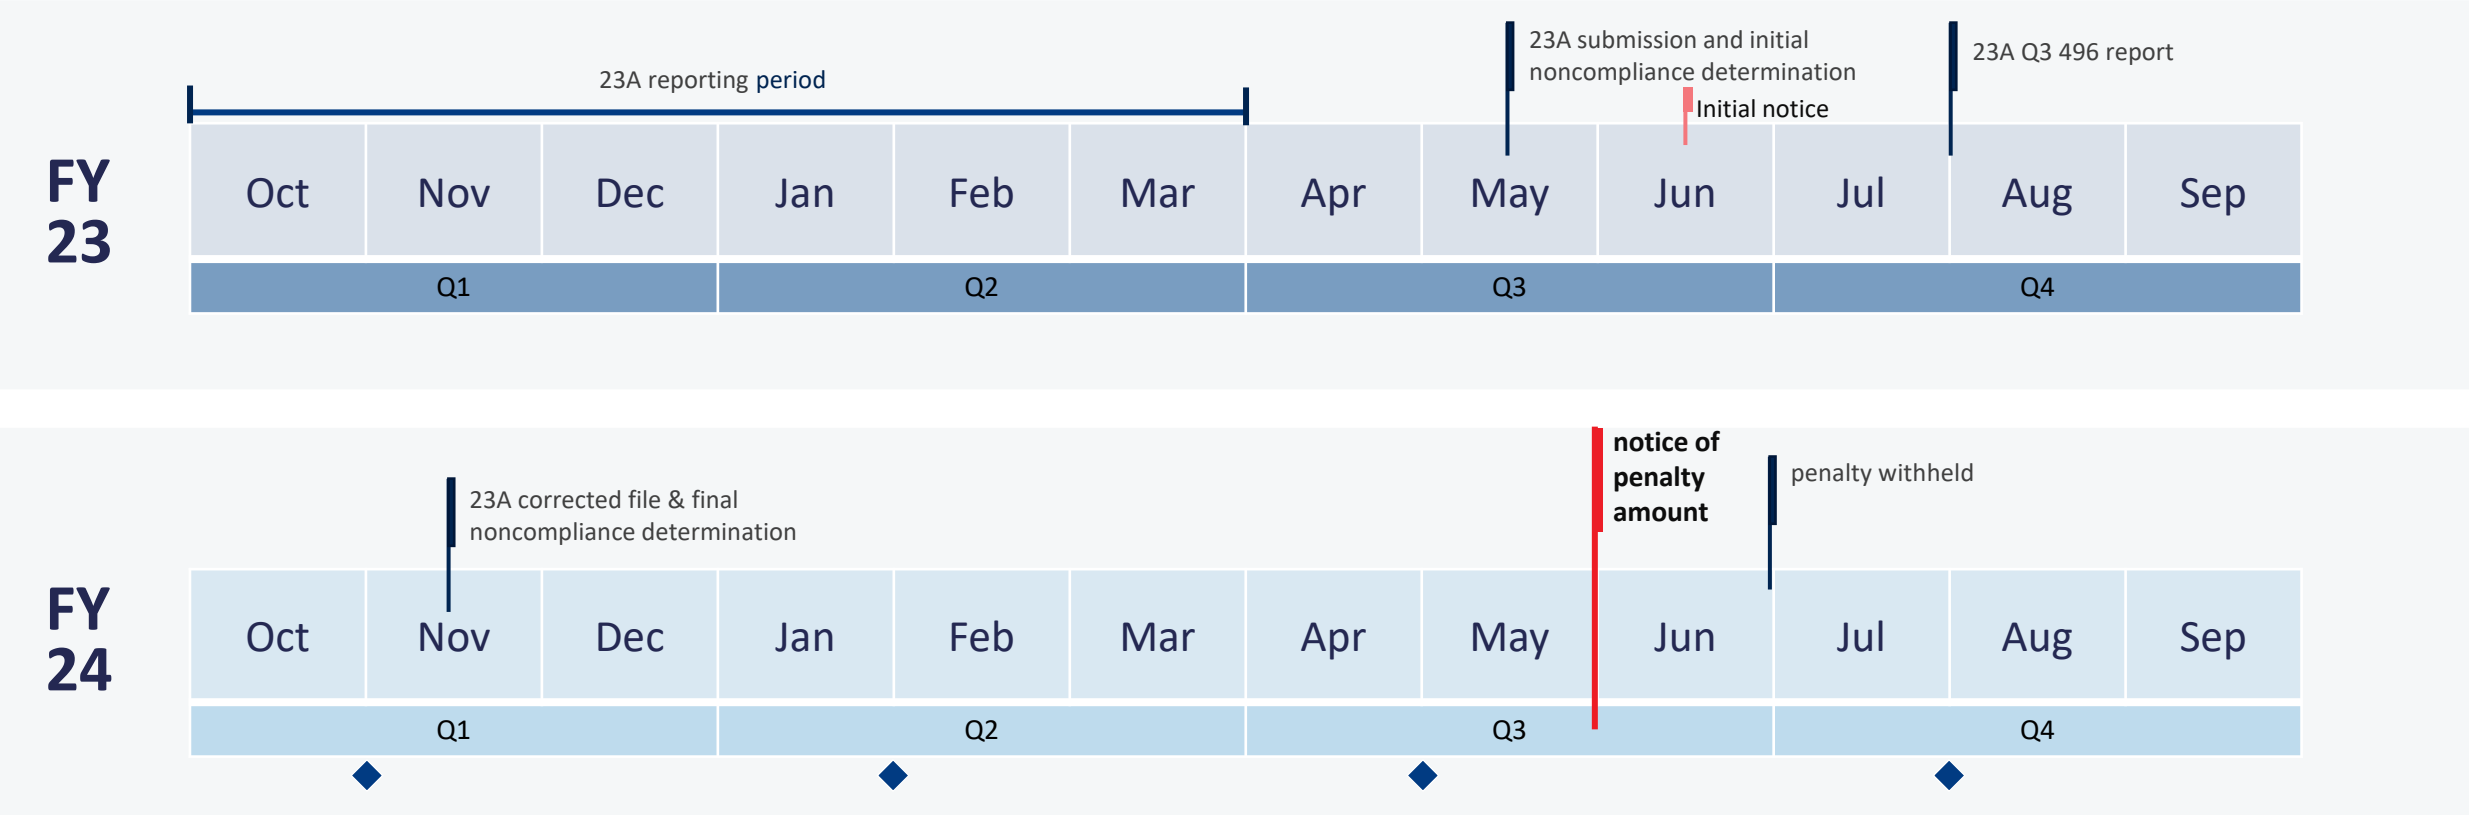 23A reporting period
23A submission and initial
noncompliance determination
Initial notice
23A Q3 496 report
FY
23
Oct Nov Dec Jan Feb Mar Apr May Jun Jul Aug Sep
Q1 Q2 Q3 Q4
23A corrected file & final
noncompliance determination
notice of
penalty
amount
penalty withheld
FY
24
Oct Nov Dec Jan Feb Mar Apr May Jun Jul Aug Sep
Q1 Q2 Q3 Q4